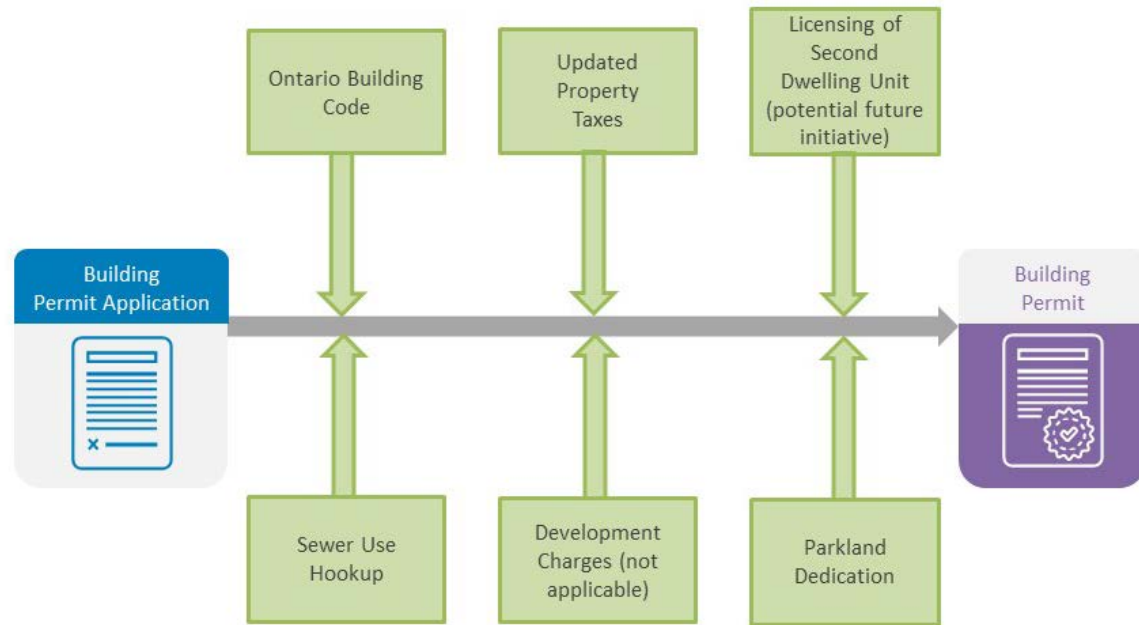 Ontario Building
Code
Updated
Property
Taxes
Licensing of
Second
Dwelling Unit
(potential future
initiative)
Building
Permit Application
Building
Permit
Sewer Use
Hookup
Development
Charges (not
applicable)
Parkland
Dedication